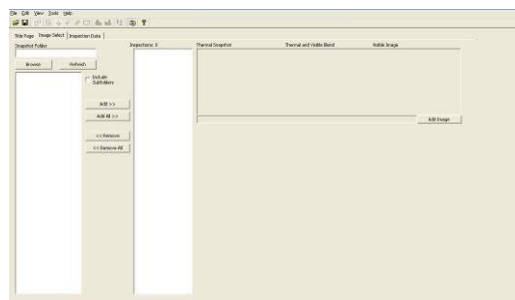 File Edit View Tools Help
Title Page Image Select Inspection Data
Snapshot Folder
Inspections: 0
Thermal Snapshot
Thermal and Visible Blend
Visible Image
Browse
Refresh
Include
Subfolders
Add >>
Add All >>
<< Remove
<< Remove All
Edit Image